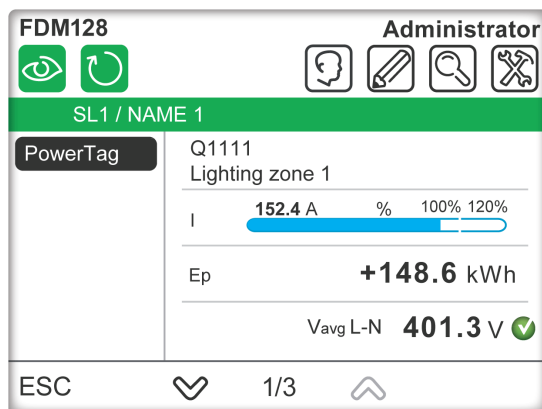 FDM128
Administrator
SL1 / NAME 1
PowerTag
Q1111
Lighting zone 1
I 152.4 A % 100% 120%
Ep +148.6 kWh
Vavg L-N 401.3 V
ESC 1/3